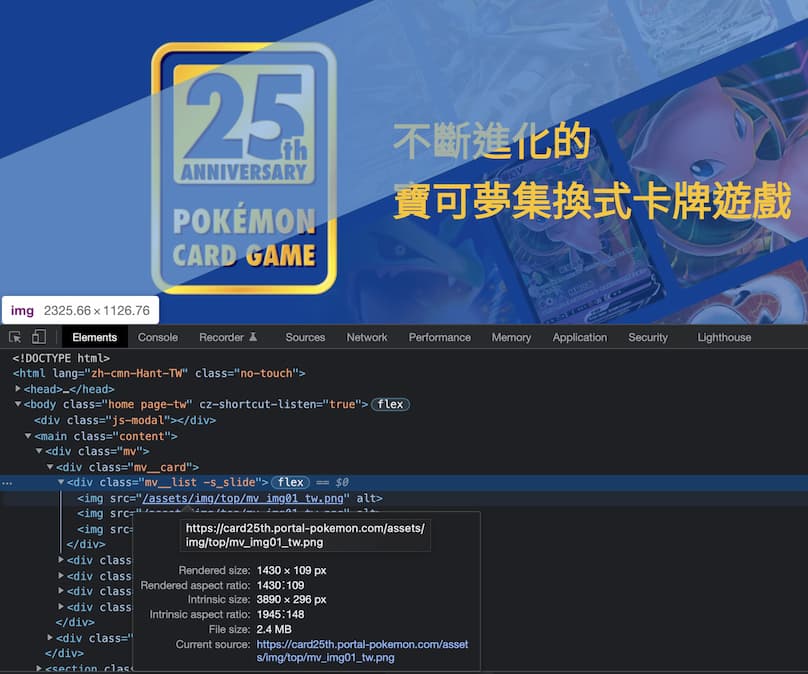 25th
ANNIVERSARY
POKÉMON
CARD GAME
不斷進化的
寶可夢集換式卡牌遊戲
img 2325.66×1126.76
Elements Console Recorder Sources Network Performance Memory Application Security Lighthouse
<!DOCTYPE html>
<html lang="zh-cmn-Hant-TW" class="no-touch">
<head>…</head>
<body class="home page-tw" cz-shortcut-listen="true"> flex
<div class="js-modal"></div>
<main class="content">
<div class="mv">
<div class="mv__card">
… <div class="mv__list -s_slide"> flex == $0
<img src="/assets/img/top/mv_img01_tw.png" alt>
<img src="/assets/img/top/mv_img01_tw.png" alt>
<img src=
</div>
<div class
<div class
<div class
<div class
</div>
<div class="
</div>
<section clas
https://card25th.portal-pokemon.com/assets/
img/top/mv_img01_tw.png
Rendered size: 1430 × 109 px
Rendered aspect ratio: 1430∶109
Intrinsic size: 3890 × 296 px
Intrinsic aspect ratio: 1945∶148
File size: 2.4 MB
Current source: https://card25th.portal-pokemon.com/asset
s/img/top/mv_img01_tw.png